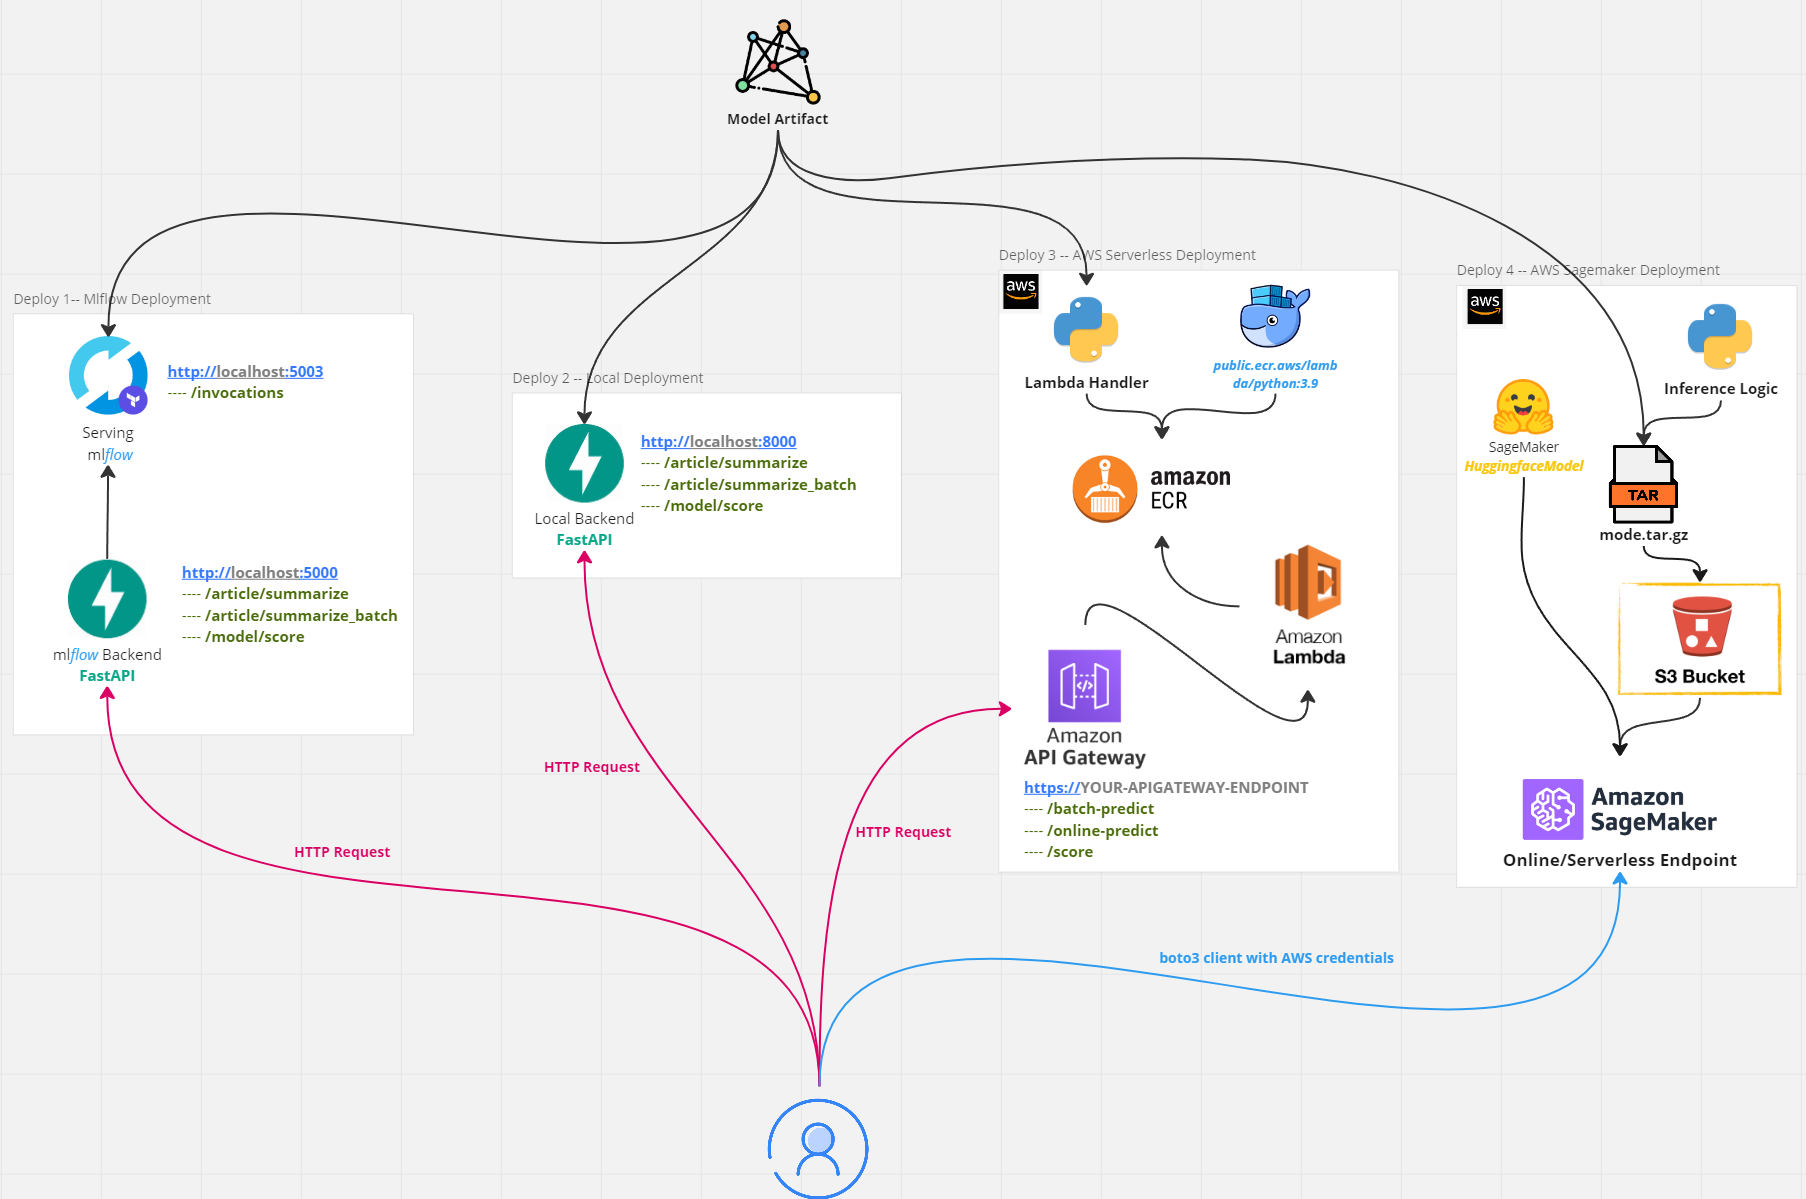 Model Artifact
Deploy 1-- Mlflow Deployment
http://localhost:5003
---- /invocations
Serving
mlflow
http://localhost:5000
---- /article/summarize
---- /article/summarize_batch
---- /model/score
mlflow Backend
FastAPI
Deploy 2 -- Local Deployment
http://localhost:8000
---- /article/summarize
---- /article/summarize_batch
---- /model/score
Local Backend
FastAPI
Deploy 3 -- AWS Serverless Deployment
aws
Lambda Handler
public.ecr.aws/lamb
da/python:3.9
amazon
ECR
Amazon
Lambda
Amazon
API Gateway
https://YOUR-APIGATEWAY-ENDPOINT
---- /batch-predict
---- /online-predict
---- /score
Deploy 4 -- AWS Sagemaker Deployment
aws
Inference Logic
SageMaker
HuggingfaceModel
TAR
mode.tar.gz
S3 Bucket
Amazon
SageMaker
Online/Serverless Endpoint
HTTP Request
HTTP Request
HTTP Request
boto3 client with AWS credentials